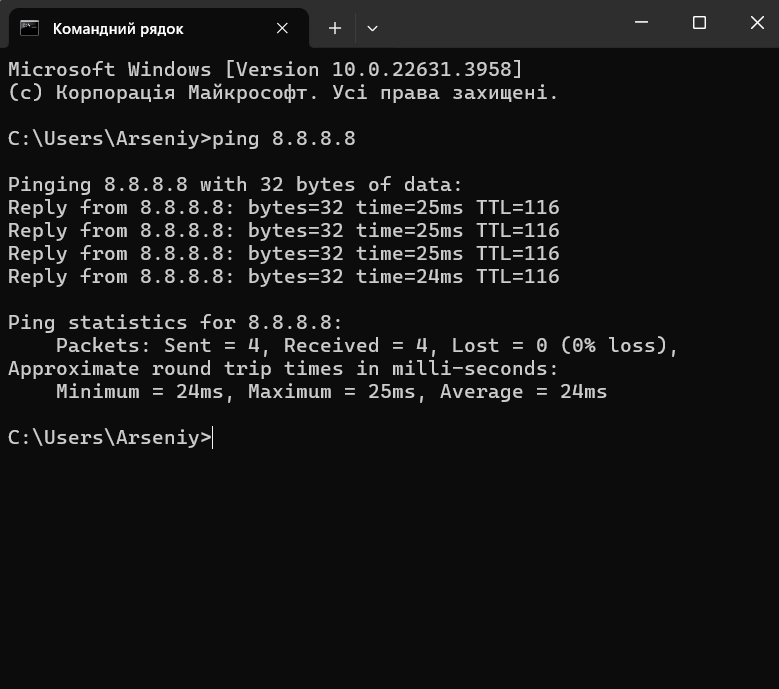 Командний рядок
Microsoft Windows [Version 10.0.22631.3958]
(c) Корпорація Майкрософт. Усі права захищені.
C:\Users\Arseniy>ping 8.8.8.8
Pinging 8.8.8.8 with 32 bytes of data:
Reply from 8.8.8.8: bytes=32 time=25ms TTL=116
Reply from 8.8.8.8: bytes=32 time=25ms TTL=116
Reply from 8.8.8.8: bytes=32 time=25ms TTL=116
Reply from 8.8.8.8: bytes=32 time=24ms TTL=116
Ping statistics for 8.8.8.8:
    Packets: Sent = 4, Received = 4, Lost = 0 (0% loss),
Approximate round trip times in milli-seconds:
    Minimum = 24ms, Maximum = 25ms, Average = 24ms
C:\Users\Arseniy>